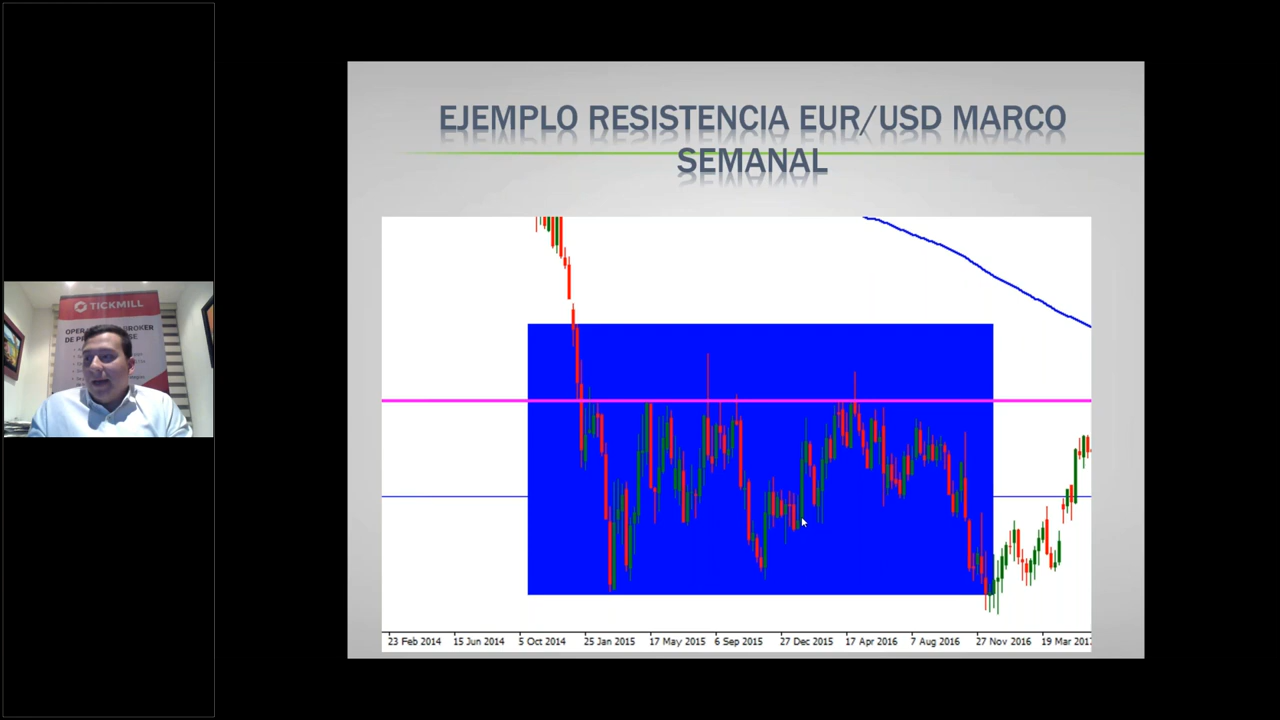 EJEMPLO RESISTENCIA EUR/USD MARCO
SEMANAL
TICKMILL
23 Feb 2014 15 Jun 2014 5 Oct 2014 25 Jan 2015 17 May 2015 6 Sep 2015 27 Dec 2015 17 Apr 2016 7 Aug 2016 27 Nov 2016 19 Mar 2017